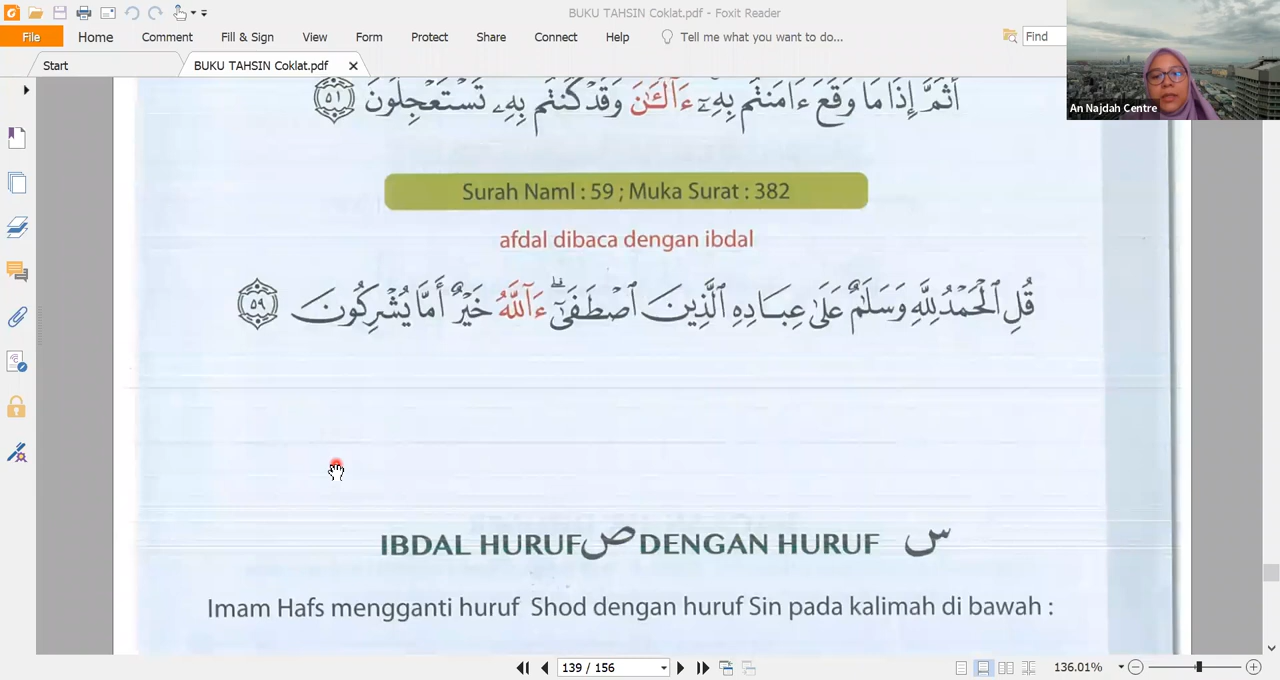 BUKU TAHSIN Coklat.pdf - Foxit Reader
File Home Comment Fill & Sign View Form Protect Share Connect Help Tell me what you want to do... Find
Start BUKU TAHSIN Coklat.pdf
An Najdah Centre
أَثُمَّ إِذَا مَا وَقَعَ ءَامَنتُم بِهِۦٓ ءَآلْـَٰٔنَ وَقَدْ كُنتُم بِهِۦ تَسْتَعْجِلُونَ ٥١
Surah Naml : 59 ; Muka Surat : 382
afdal dibaca dengan ibdal
قُلِ ٱلْحَمْدُ لِلَّهِ وَسَلَٰمٌ عَلَىٰ عِبَادِهِ ٱلَّذِينَ ٱصْطَفَىٰٓ ۗ ءَآللَّهُ خَيْرٌ أَمَّا يُشْرِكُونَ ٥٩
IBDAL HURUF ص DENGAN HURUF س
Imam Hafs mengganti huruf Shod dengan huruf Sin pada kalimah di bawah :
139 / 156
136.01%